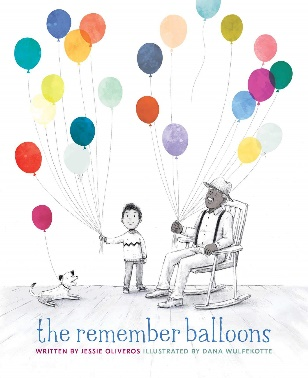 the remember balloons
WRITTEN BY JESSIE OLIVEROS ILLUSTRATED BY DANA WULFEKOTTE